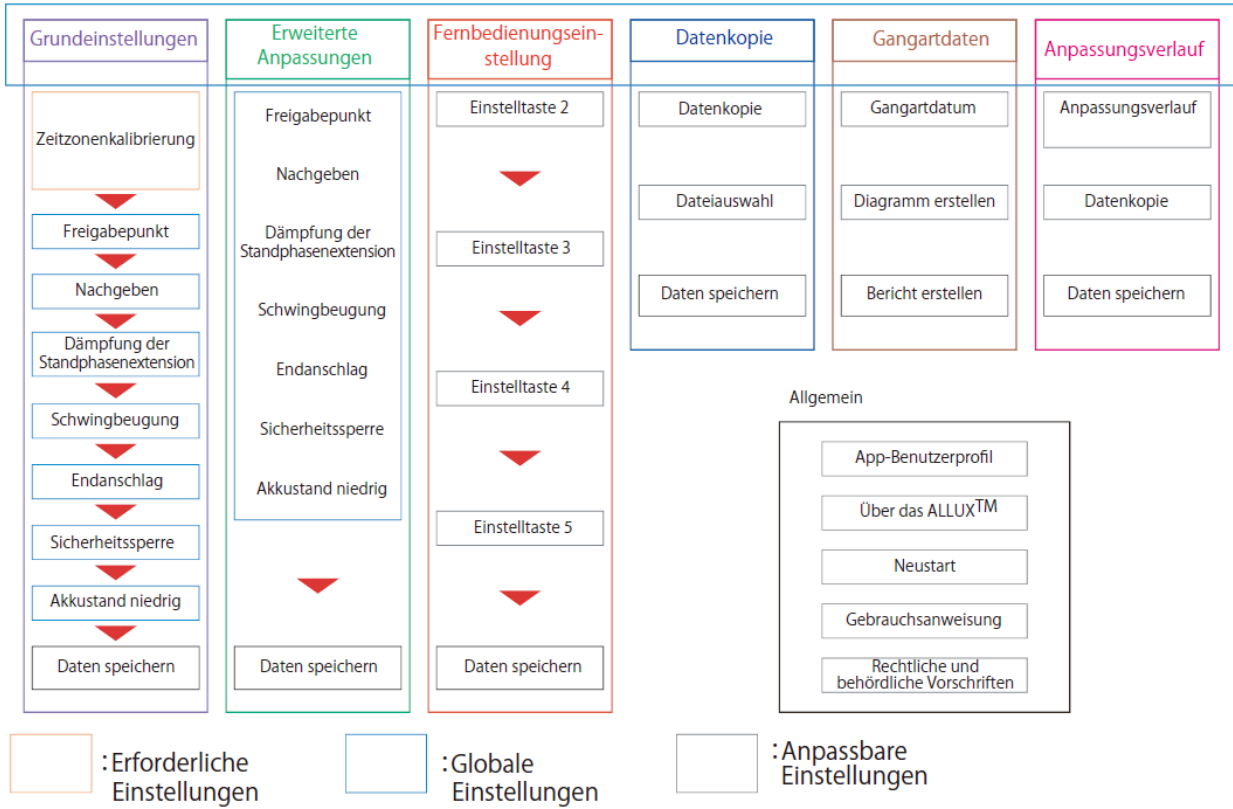 Grundeinstellungen
Zeitzonenkalibrierung
Freigabepunkt
Nachgeben
Dämpfung der
Standphasenextension
Schwingbeugung
Endanschlag
Sicherheitssperre
Akkustand niedrig
Daten speichern
Erweiterte
Anpassungen
Freigabepunkt
Nachgeben
Dämpfung der
Standphasenextension
Schwingbeugung
Endanschlag
Sicherheitssperre
Akkustand niedrig
Daten speichern
Fernbedienungsein-
stellung
Einstelltaste 2
Einstelltaste 3
Einstelltaste 4
Einstelltaste 5
Daten speichern
Datenkopie
Datenkopie
Dateiauswahl
Daten speichern
Gangartdaten
Gangartdatum
Diagramm erstellen
Bericht erstellen
Anpassungsverlauf
Anpassungsverlauf
Datenkopie
Daten speichern
Allgemein
App-Benutzerprofil
Über das ALLUX™
Neustart
Gebrauchsanweisung
Rechtliche und
behördliche Vorschriften
:Erforderliche
Einstellungen
:Globale
Einstellungen
:Anpassbare
Einstellungen